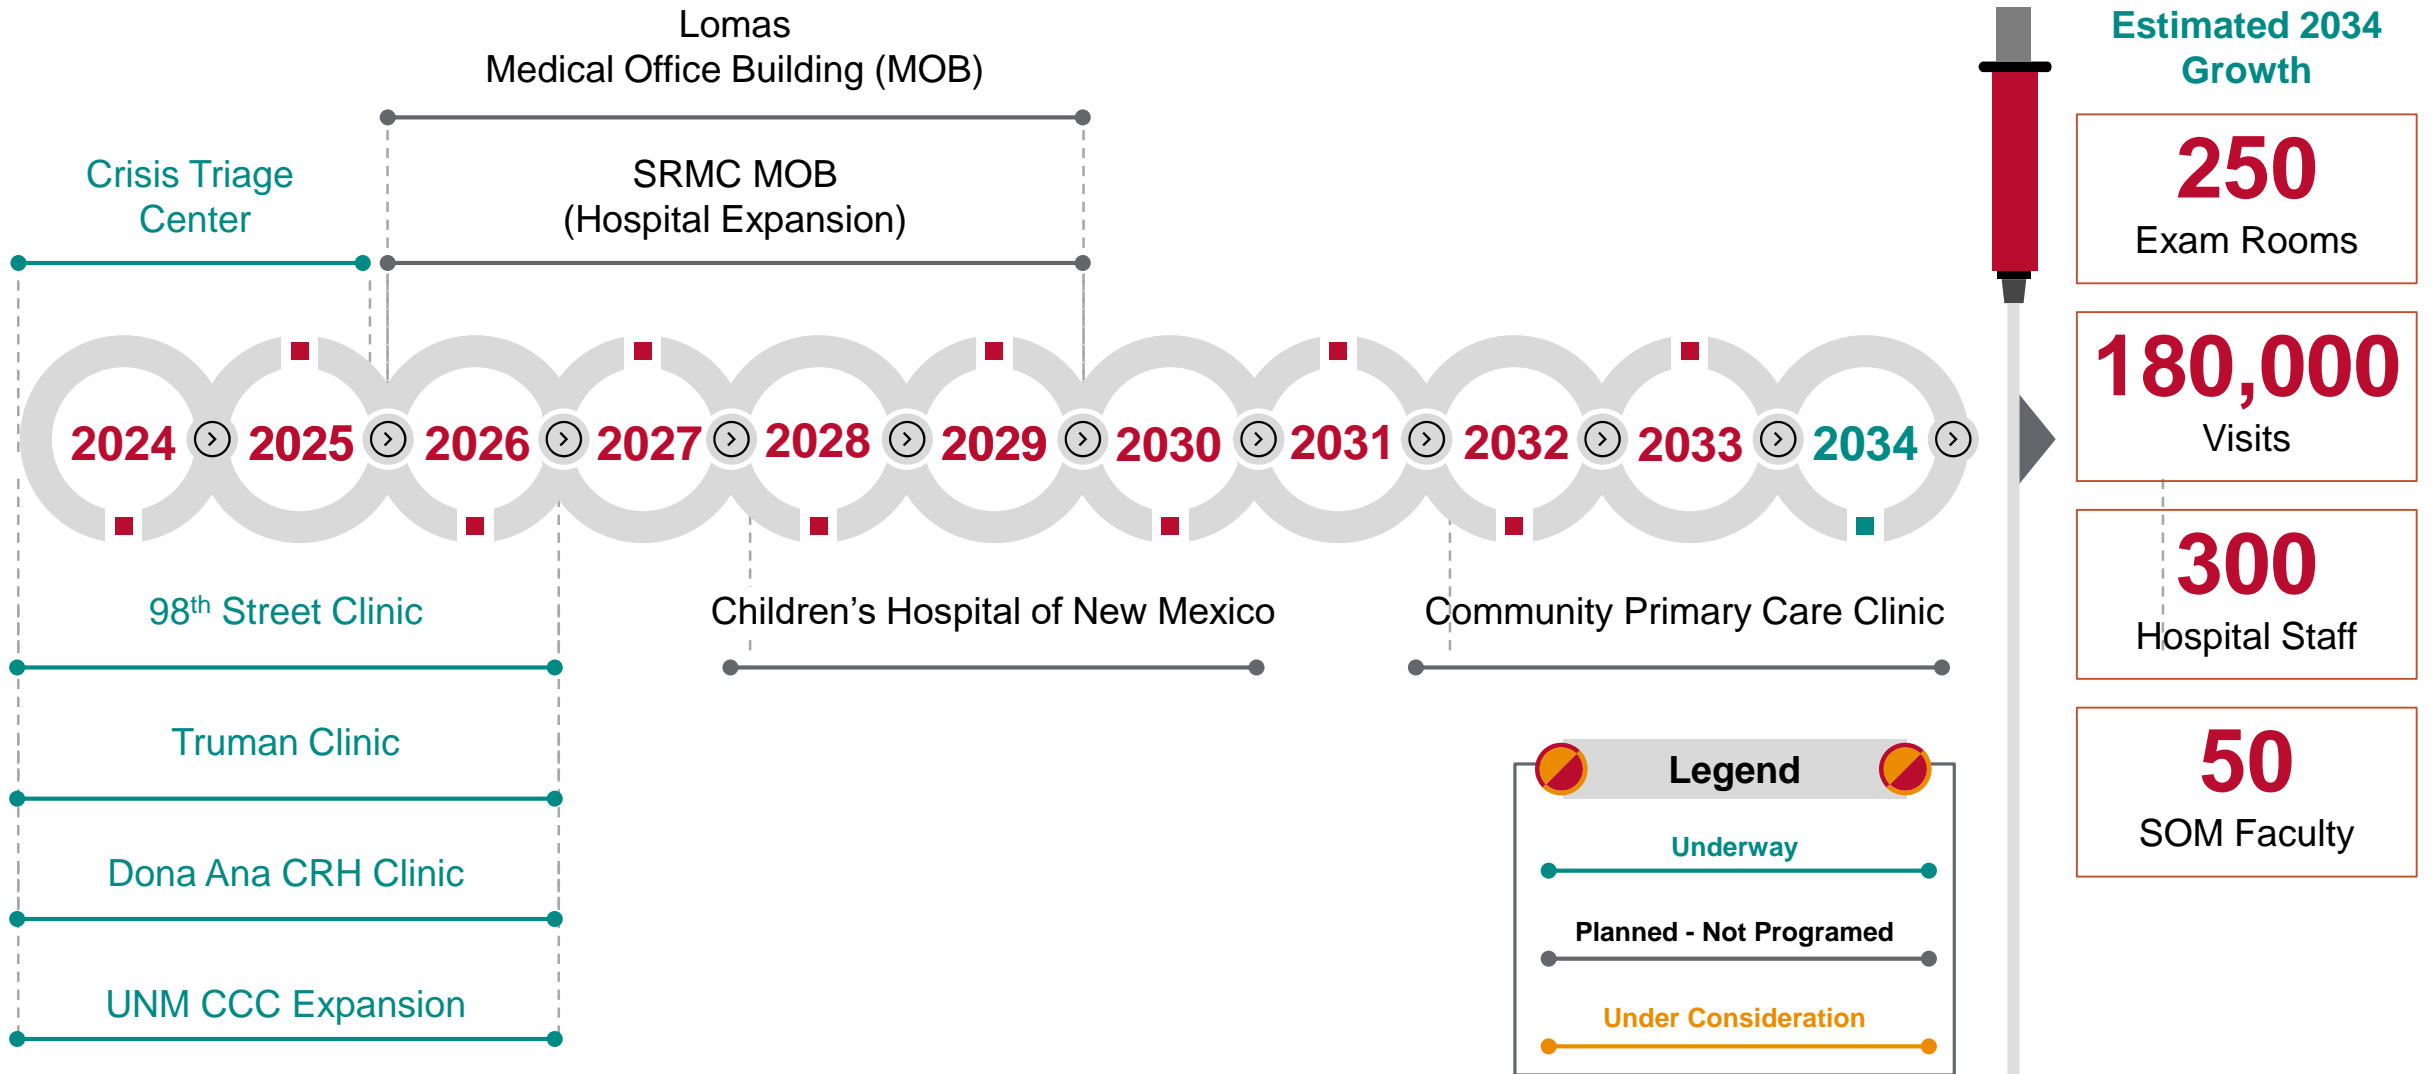 Lomas
Medical Office Building (MOB)
Crisis Triage
Center
SRMC MOB
(Hospital Expansion)
2024
2025
2026
2027
2028
2029
2030
2031
2032
2033
2034
98th Street Clinic
Truman Clinic
Dona Ana CRH Clinic
UNM CCC Expansion
Children’s Hospital of New Mexico
Community Primary Care Clinic
Legend
Underway
Planned - Not Programed
Under Consideration
Estimated 2034
Growth
250
Exam Rooms
180,000
Visits
300
Hospital Staff
50
SOM Faculty